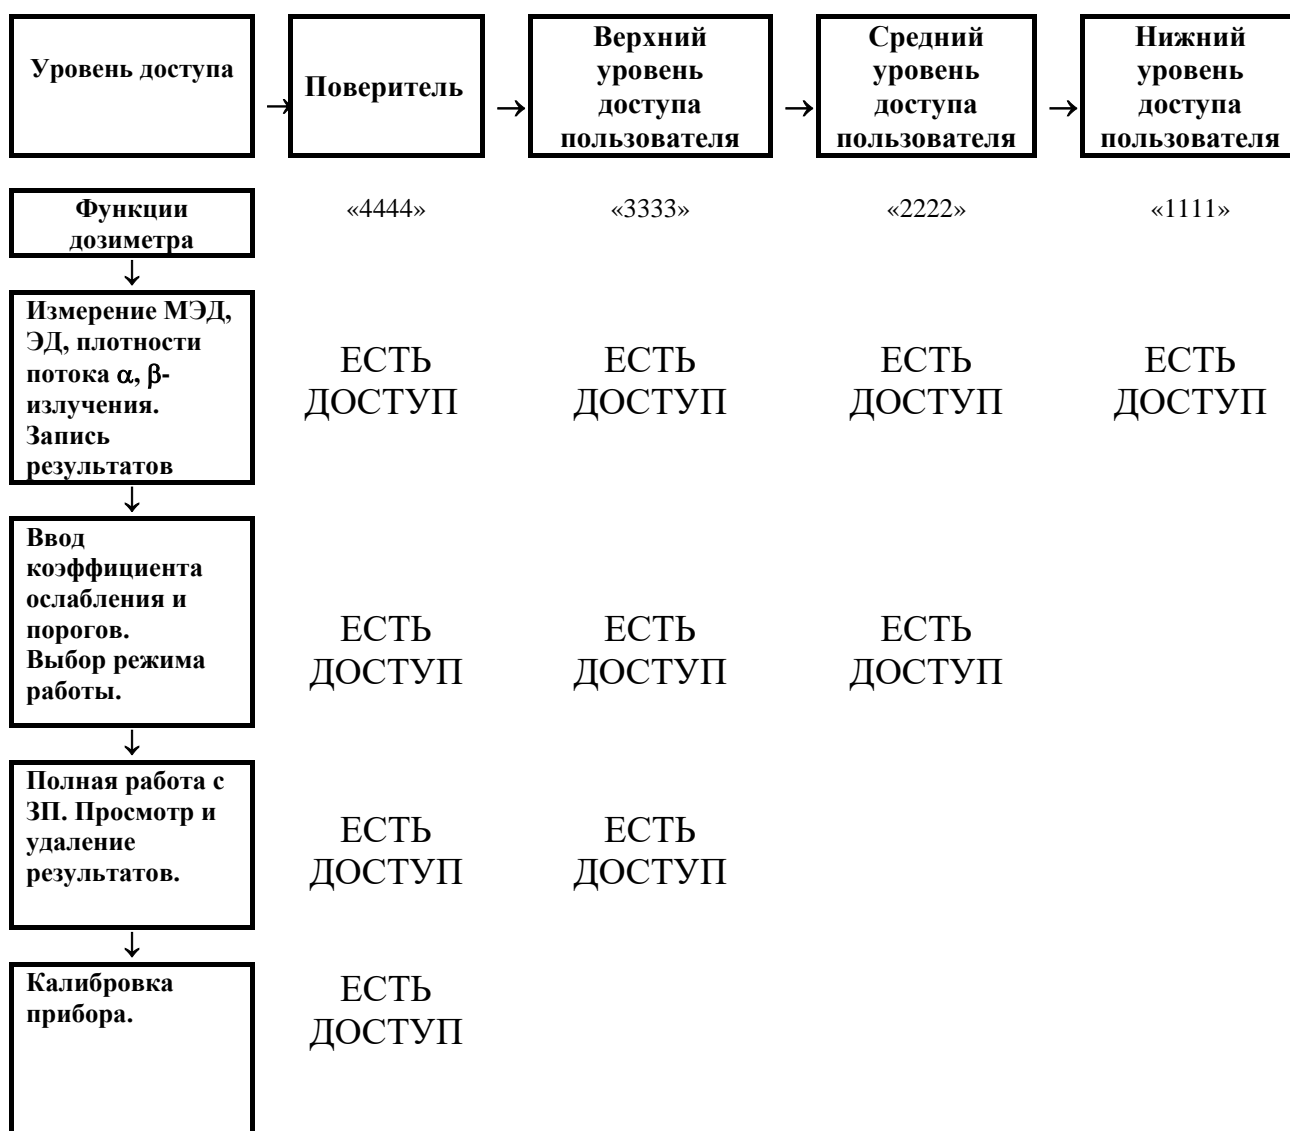 Уровень доступа
→
Поверитель
→
Верхний
уровень
доступа
пользователя
→
Средний
уровень
доступа
пользователя
→
Нижний
уровень
доступа
пользователя
Функции
дозиметра
«4444»
«3333»
«2222»
«1111»
↓
Измерение МЭД,
ЭД, плотности
потока α, β-
излучения.
Запись
результатов
ЕСТЬ
ДОСТУП
ЕСТЬ
ДОСТУП
ЕСТЬ
ДОСТУП
ЕСТЬ
ДОСТУП
↓
Ввод
коэффициента
ослабления и
порогов.
Выбор режима
работы.
ЕСТЬ
ДОСТУП
ЕСТЬ
ДОСТУП
ЕСТЬ
ДОСТУП
↓
Полная работа с
ЗП. Просмотр и
удаление
результатов.
ЕСТЬ
ДОСТУП
ЕСТЬ
ДОСТУП
↓
Калибровка
прибора.
ЕСТЬ
ДОСТУП